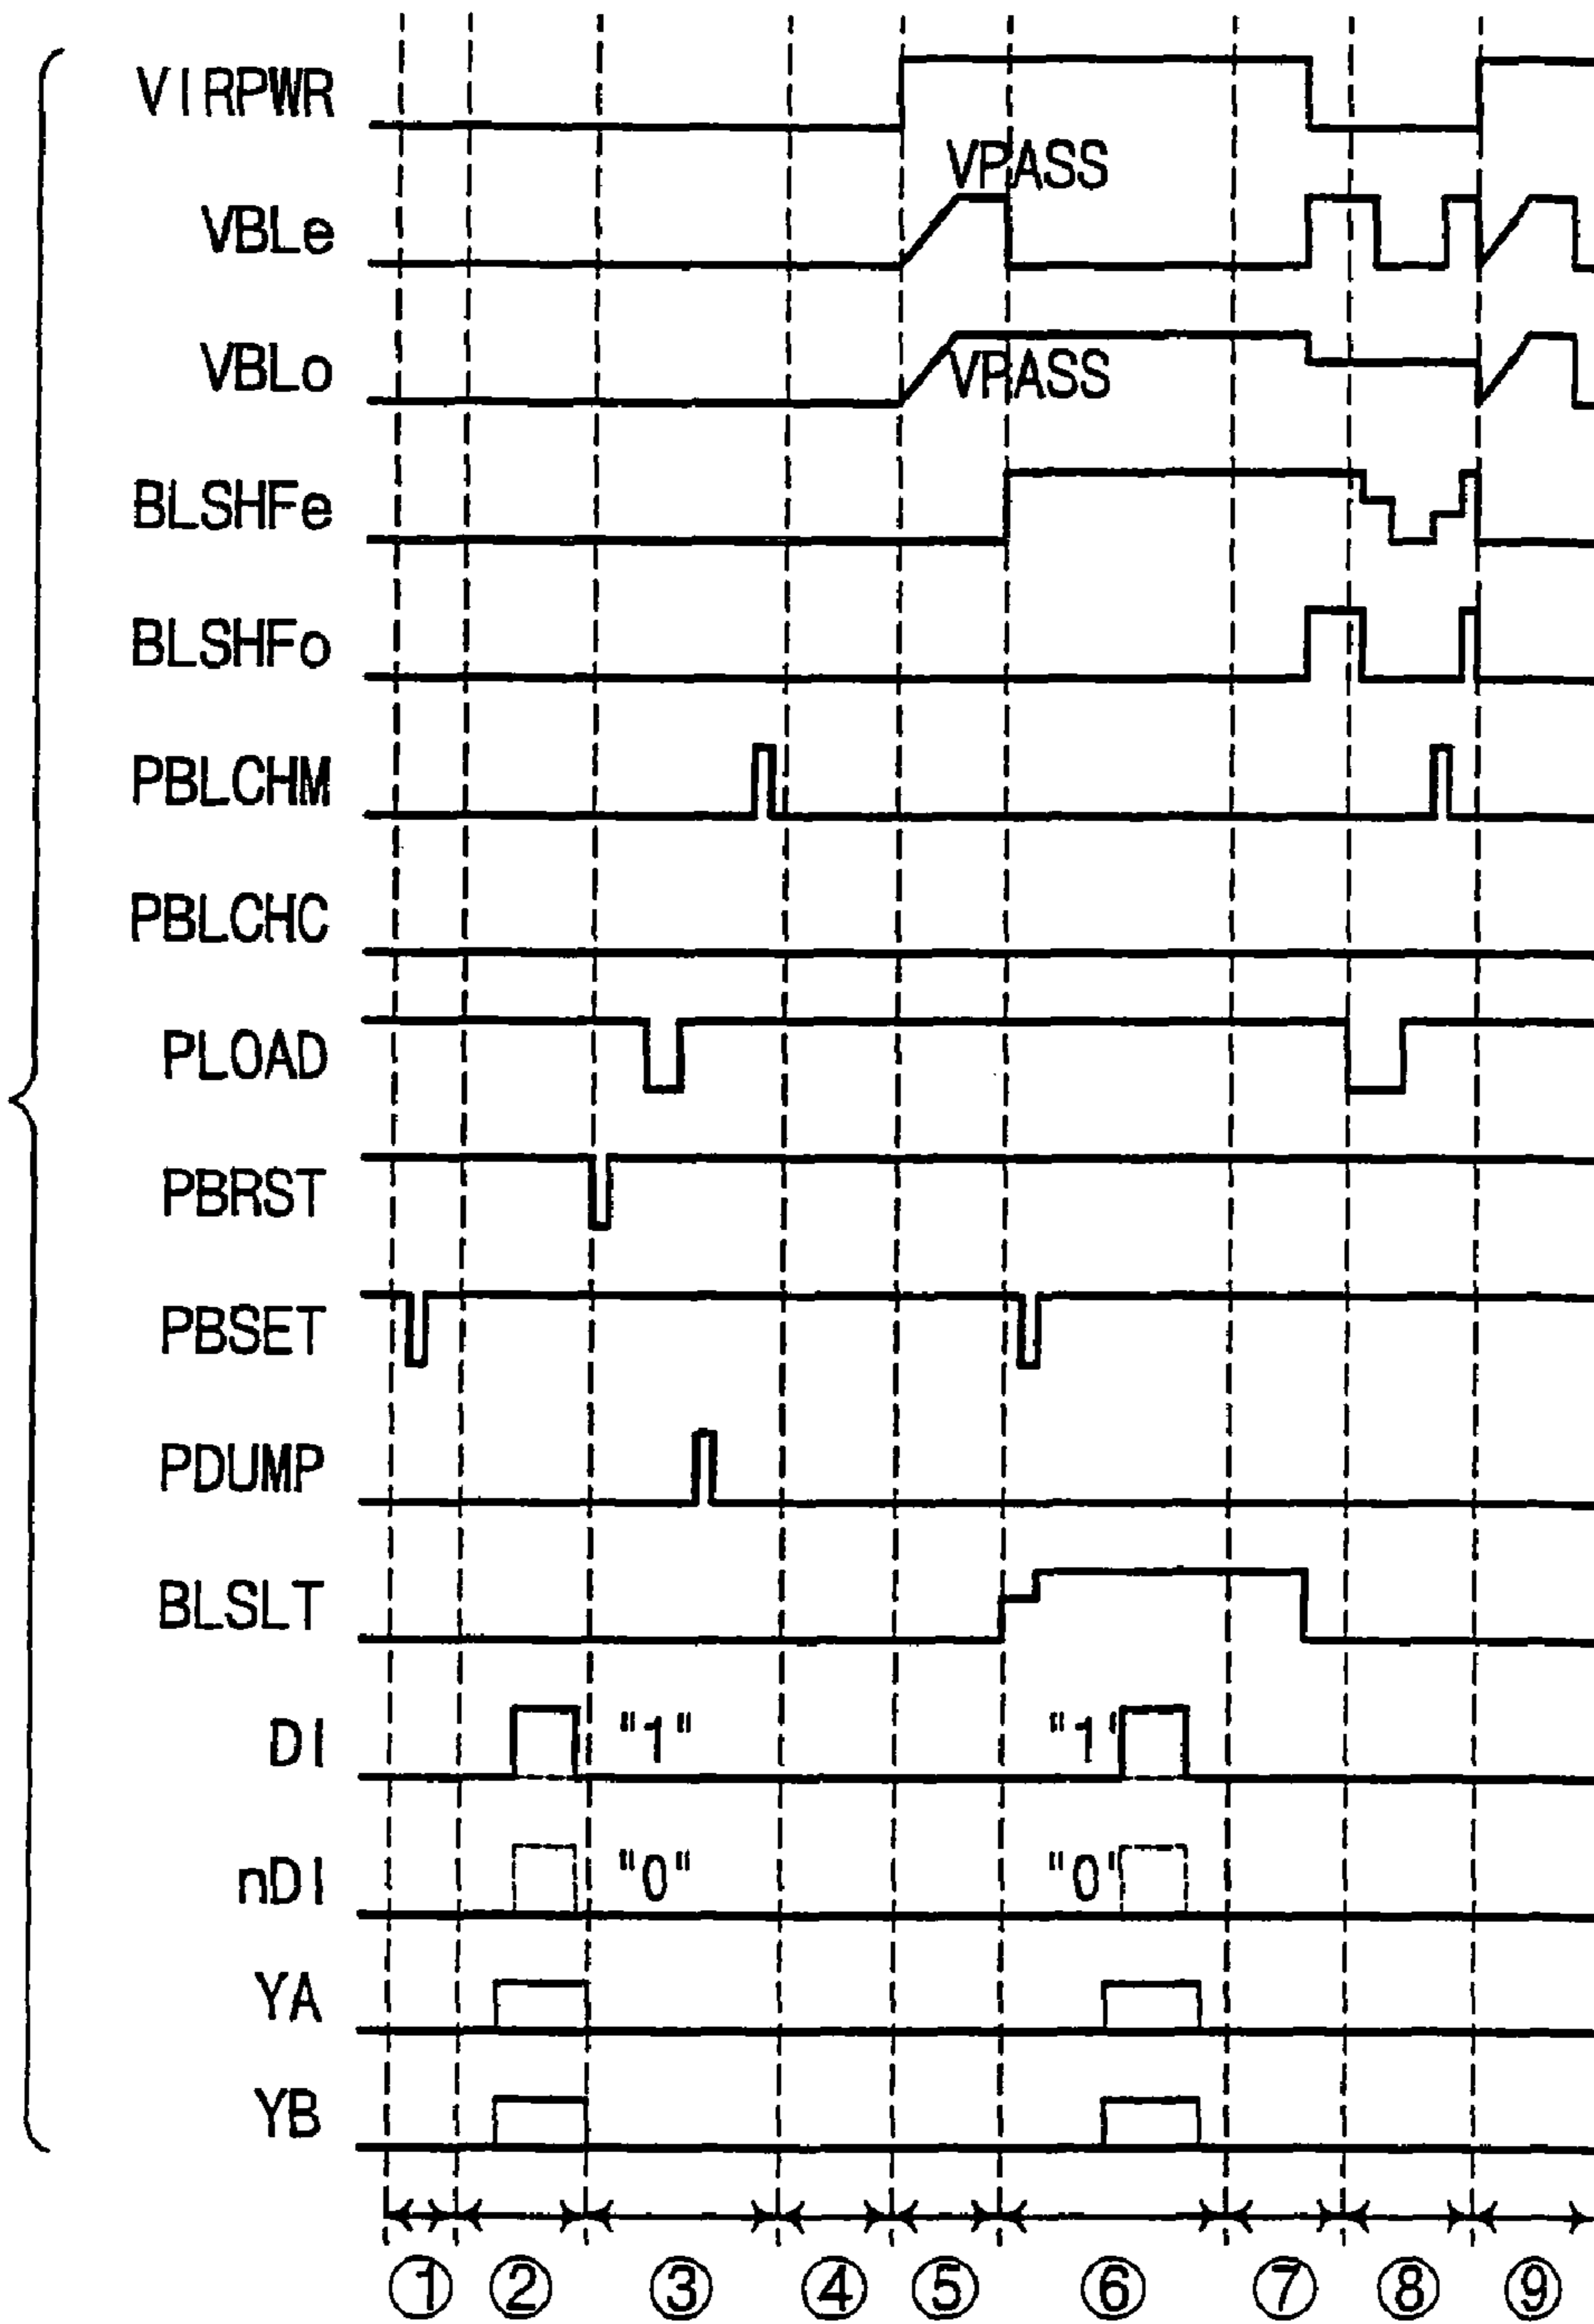 VIRPWR
VPASS
VBLe
VBLo
VPASS
BLSHFe
BLSHFo
PBLCHM
PBLCHC
PLOAD
PBRST
PBSET
PDUMP
BLSLT
DI "1" "1"
nDI "0" "0"
YA
YB
① ② ③ ④ ⑤ ⑥ ⑦ ⑧ ⑨